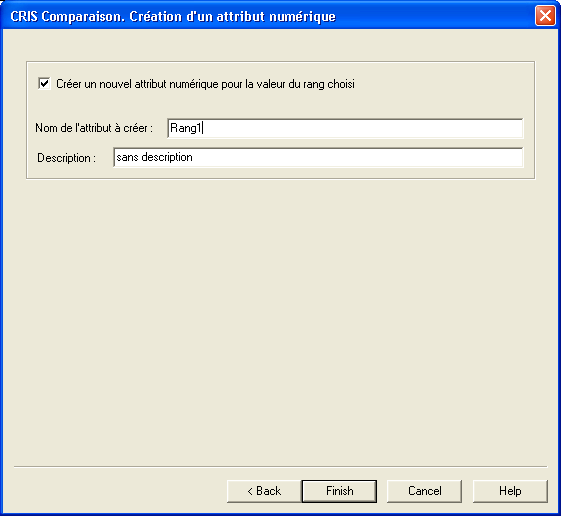 CRIS Comparaison. Création d'un attribut numérique
Créer un nouvel attribut numérique pour la valeur du rang choisi
Nom de l'attribut à créer : Rang1
Description : sans description
< Back Finish Cancel Help